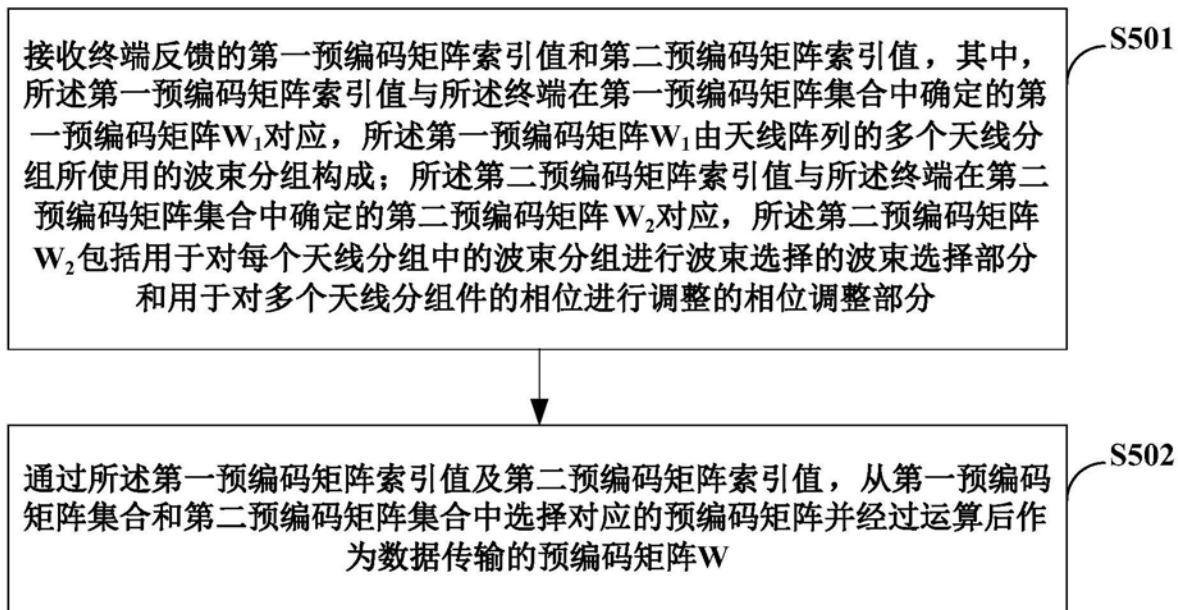 接收终端反馈的第一预编码矩阵索引值和第二预编码矩阵索引值，其中，
所述第一预编码矩阵索引值与所述终端在第一预编码矩阵集合中确定的第
一预编码矩阵W₁对应，所述第一预编码矩阵W₁由天线阵列的多个天线分
组所使用的波束分组构成；所述第二预编码矩阵索引值与所述终端在第二
预编码矩阵集合中确定的第二预编码矩阵W₂对应，所述第二预编码矩阵
W₂包括用于对每个天线分组中的波束分组进行波束选择的波束选择部分
和用于对多个天线分组件的相位进行调整的相位调整部分
S501
通过所述第一预编码矩阵索引值及第二预编码矩阵索引值，从第一预编码
矩阵集合和第二预编码矩阵集合中选择对应的预编码矩阵并经过运算后作
为数据传输的预编码矩阵W
S502